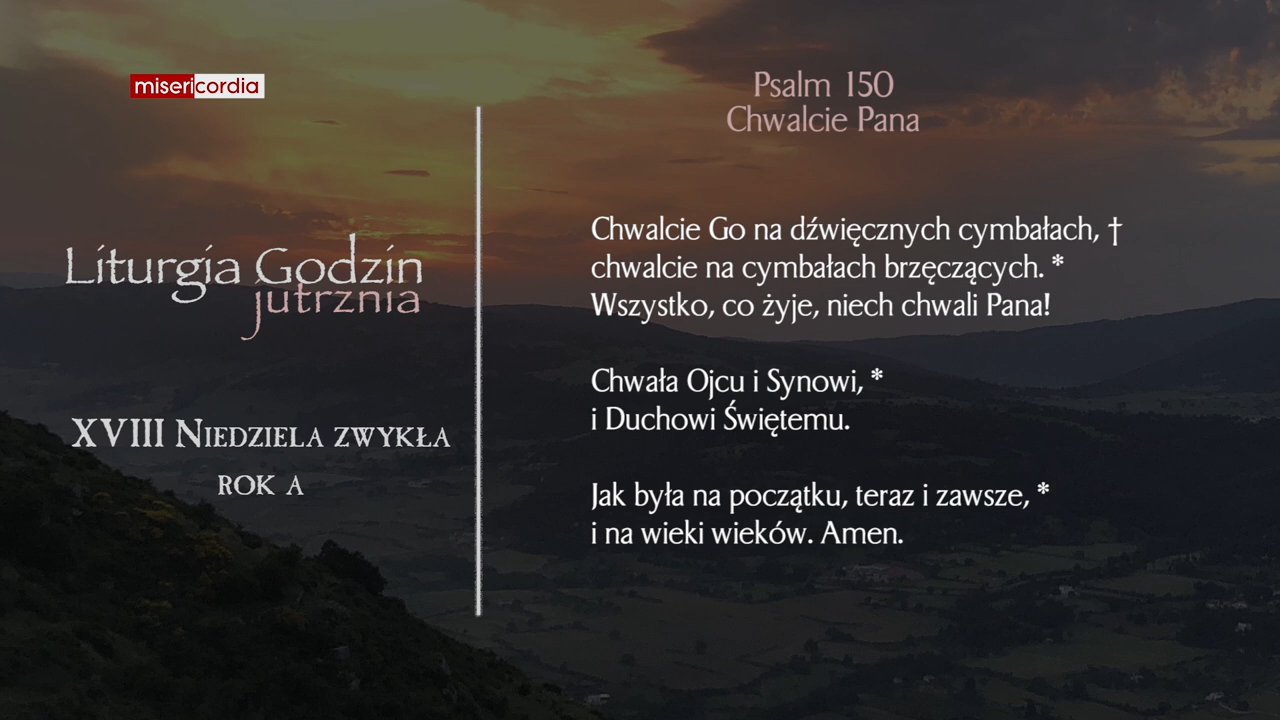 misericordia
Liturgia Godzin
jutrznia
XVIII Niedziela zwykła
rok A
Psalm 150
Chwalcie Pana
Chwalcie Go na dźwięcznych cymbałach, †
chwalcie na cymbałach brzęczących. *
Wszystko, co żyje, niech chwali Pana!
Chwała Ojcu i Synowi, *
i Duchowi Świętemu.
Jak była na początku, teraz i zawsze, *
i na wieki wieków. Amen.